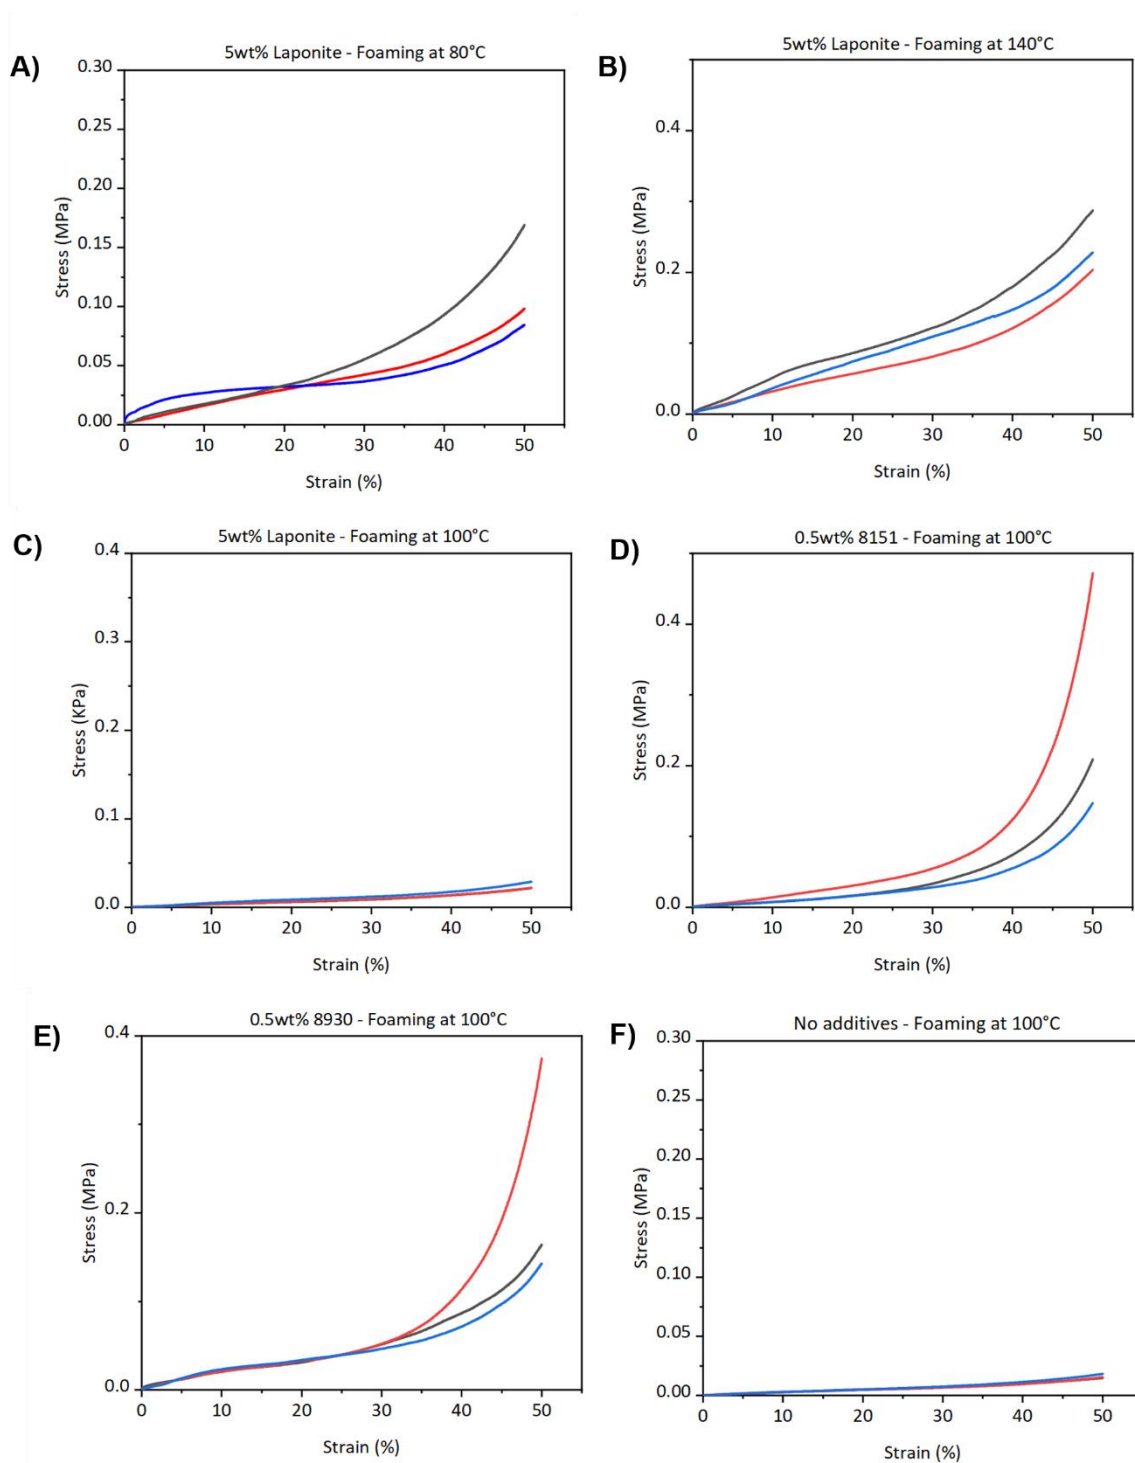 A)
5wt% Laponite - Foaming at 80°C
0.30
0.25
0.20
0.15
0.10
0.05
0.00
Stress (MPa)
0 10 20 30 40 50
Strain (%)
B)
5wt% Laponite - Foaming at 140°C
0.4
0.2
0.0
Stress (MPa)
0 10 20 30 40 50
Strain (%)
C)
5wt% Laponite - Foaming at 100°C
0.4
0.3
0.2
0.1
0.0
Stress (KPa)
0 10 20 30 40 50
Strain (%)
D)
0.5wt% 8151 - Foaming at 100°C
0.4
0.2
0.0
Stress (MPa)
0 10 20 30 40 50
Strain (%)
E)
0.5wt% 8930 - Foaming at 100°C
0.4
0.2
0.0
Stress (MPa)
0 10 20 30 40 50
Strain (%)
F)
No additives - Foaming at 100°C
0.30
0.25
0.20
0.15
0.10
0.05
0.00
Stress (MPa)
0 10 20 30 40 50
Strain (%)